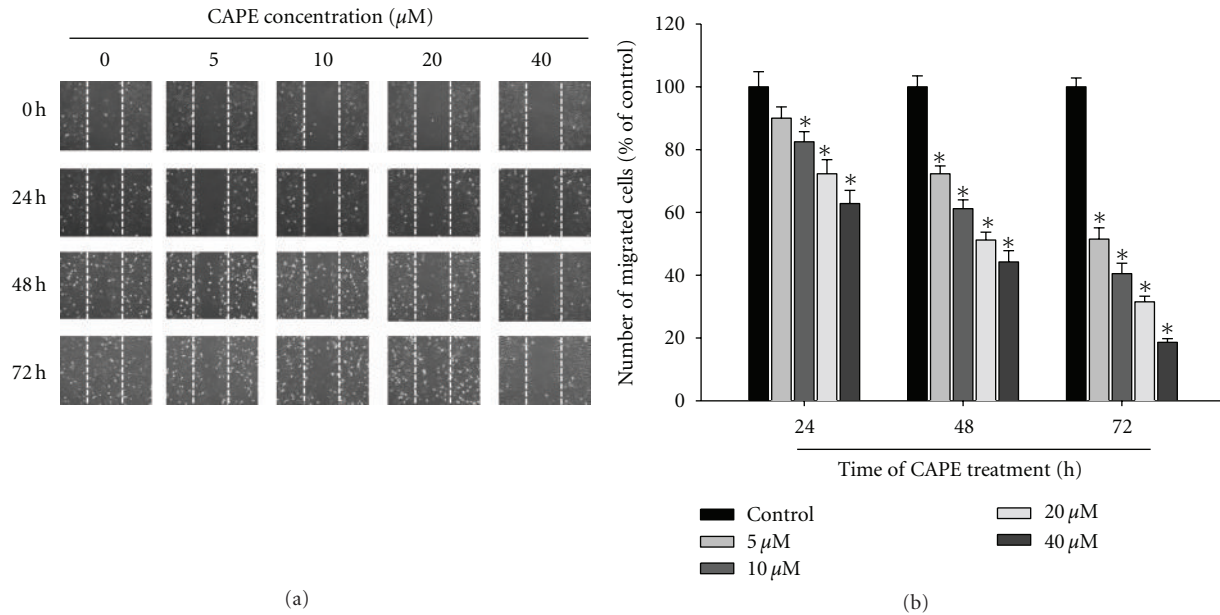 CAPE concentration (µM)
0 5 10 20 40
0 h
24 h
48 h
72 h
(a)
Number of migrated cells (% of control)
120
100
80
60
40
20
0
* * *
* * * *
* * * *
24 48 72
Time of CAPE treatment (h)
Control
5 µM
10 µM
20 µM
40 µM
(b)